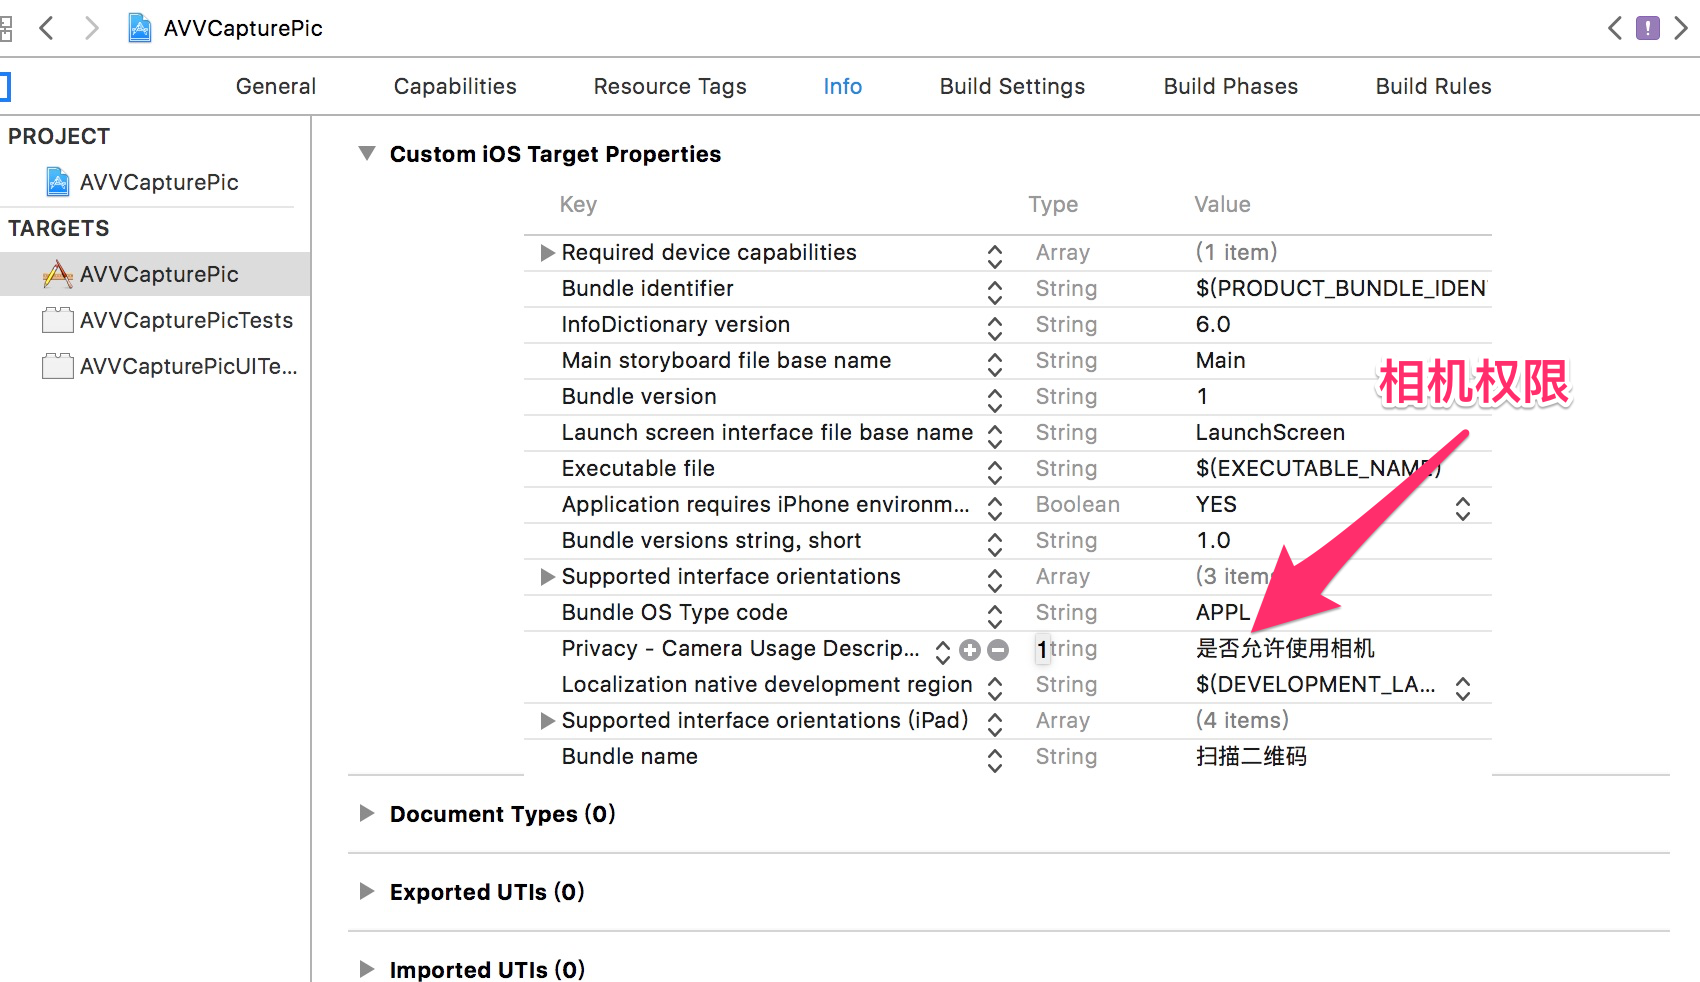 AVVCapturePic
General Capabilities Resource Tags Info Build Settings Build Phases Build Rules
PROJECT
AVVCapturePic
TARGETS
AVVCapturePic
AVVCapturePicTests
AVVCapturePicUITe...
Custom iOS Target Properties
Key Type Value
Required device capabilities Array (1 item)
Bundle identifier String $(PRODUCT_BUNDLE_IDEN
InfoDictionary version String 6.0
Main storyboard file base name String Main
相机权限
Bundle version String 1
Launch screen interface file base name String LaunchScreen
Executable file String $(EXECUTABLE_NAME)
Application requires iPhone environm... Boolean YES
Bundle versions string, short String 1.0
Supported interface orientations Array (3 item
Bundle OS Type code String APPL
Privacy - Camera Usage Descrip... 1tring 是否允许使用相机
Localization native development region String $(DEVELOPMENT_LA...
Supported interface orientations (iPad) Array (4 items)
Bundle name String 扫描二维码
Document Types (0)
Exported UTIs (0)
Imported UTIs (0)